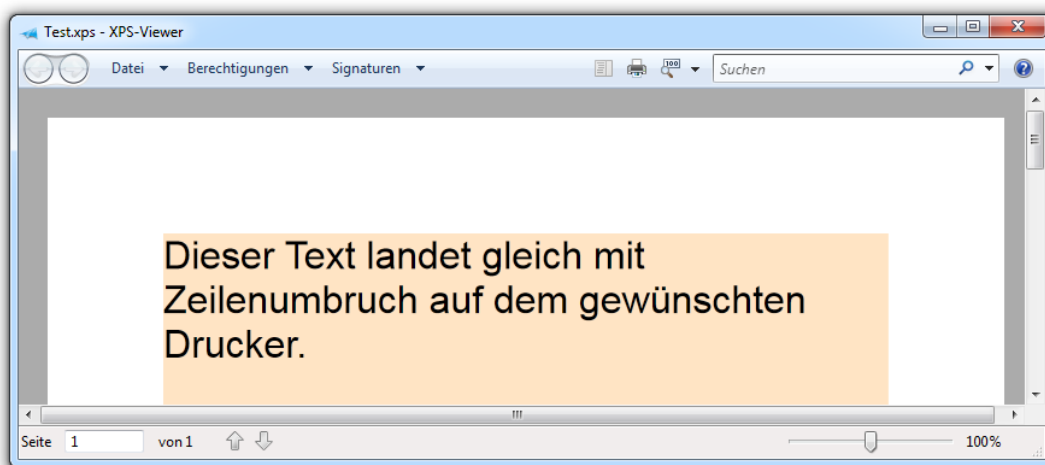 Test.xps - XPS-Viewer
Datei Berechtigungen Signaturen 100 Suchen
Dieser Text landet gleich mit
Zeilenumbruch auf dem gewünschten
Drucker.
Seite 1 von 1 100%